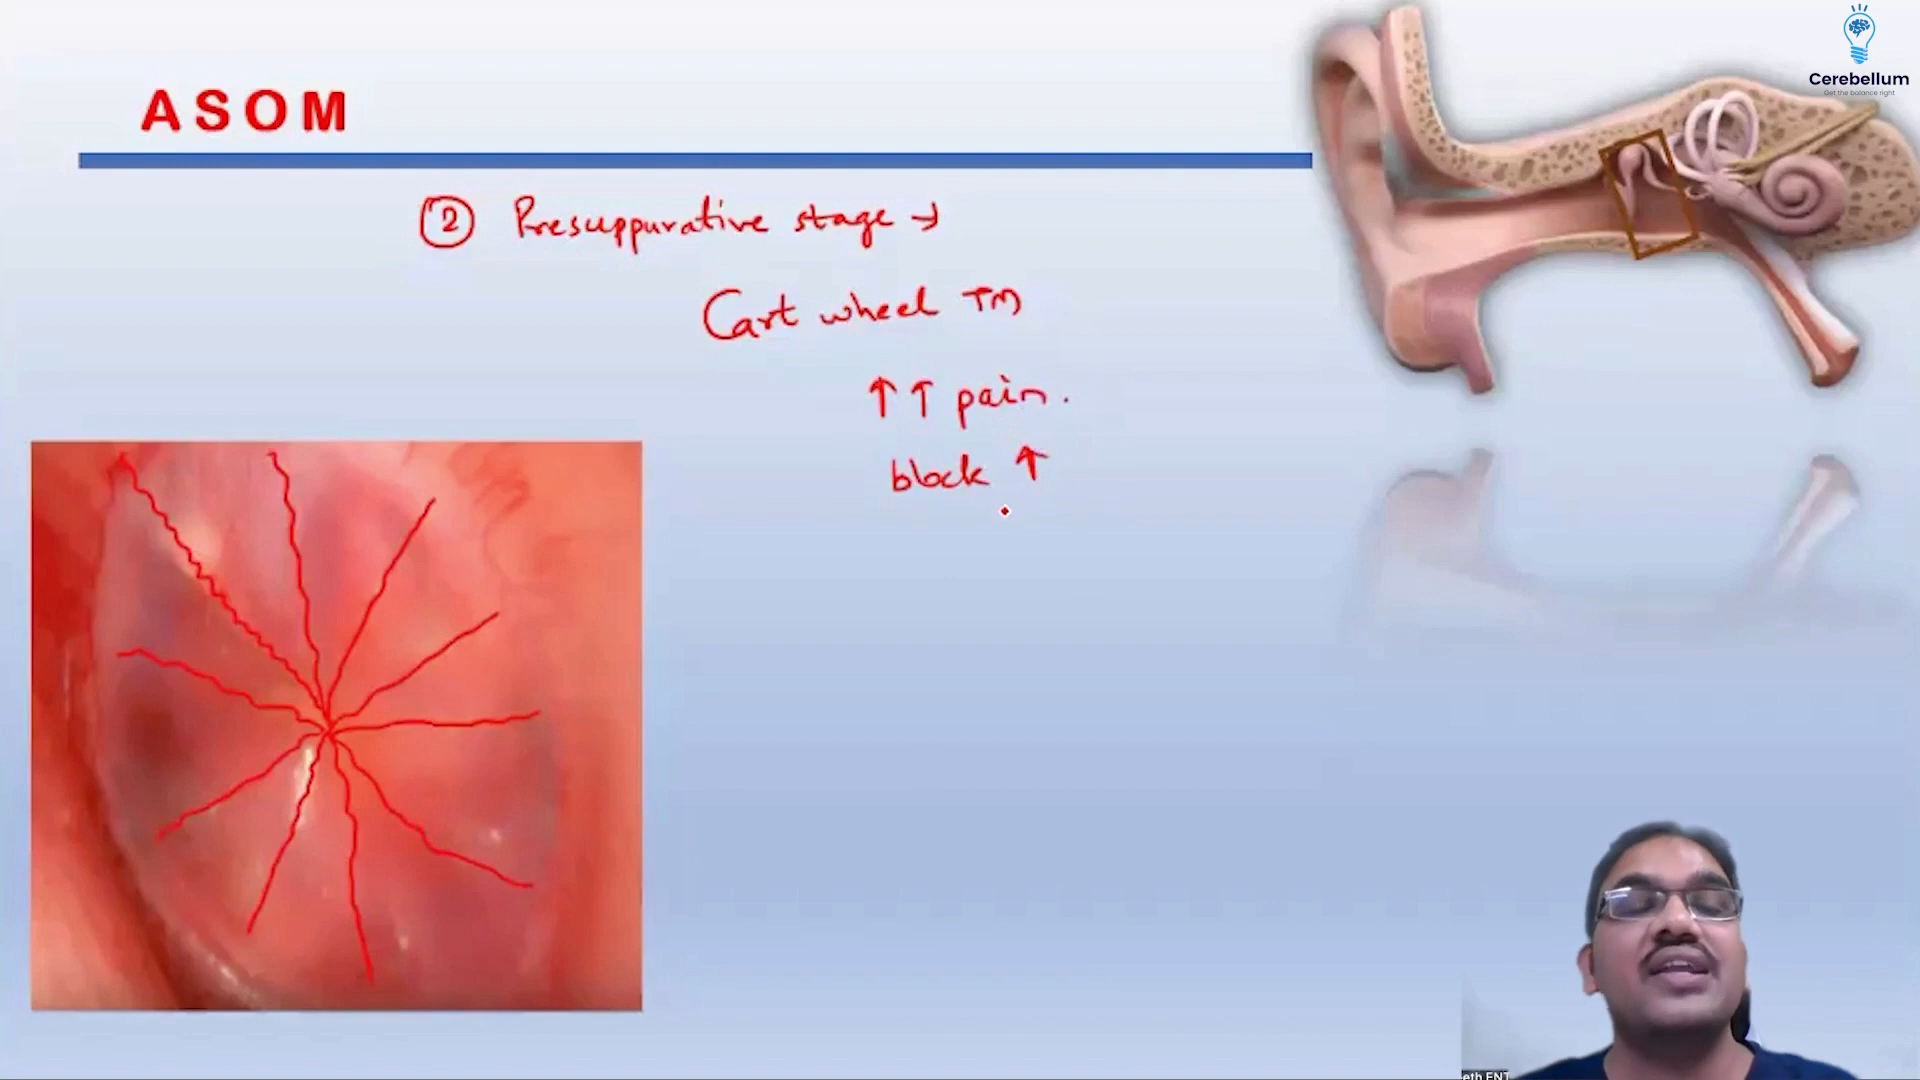 Cerebellum
Get the balance right
ASOM
2 Presuppurative stage →
Cart wheel TM
↑↑ pain.
block ↑
eth ENT